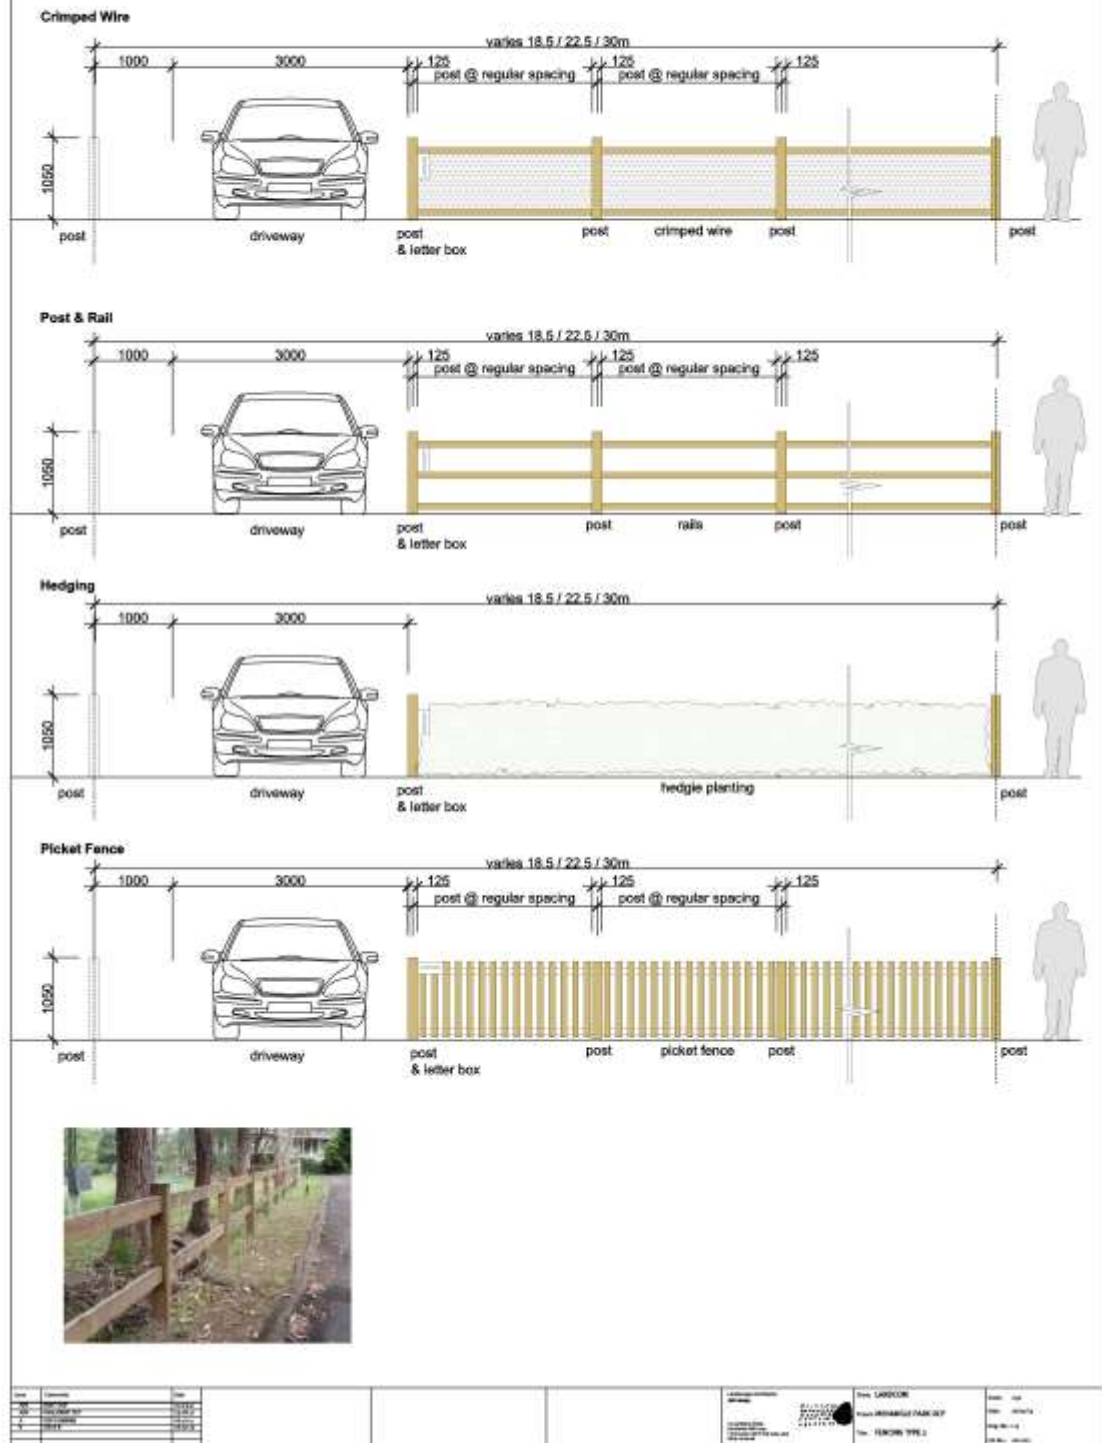 Crimped Wire
varies 18.5 / 22.5 / 30m
1000 3000 125 125 125
post @ regular spacing post @ regular spacing
1050
post driveway post post crimped wire post post
& letter box
Post & Rail
varies 18.5 / 22.5 / 30m
1000 3000 125 125 125
post @ regular spacing post @ regular spacing
1050
post driveway post post rails post post
& letter box
Hedging
varies 18.5 / 22.5 / 30m
1000 3000
1050
post driveway post hedgie planting post
& letter box
Picket Fence
varies 18.5 / 22.5 / 30m
1000 3000 125 125 125
post @ regular spacing post @ regular spacing
1050
post driveway post post picket fence post post
& letter box
LANDCOM
MENANGLE PARK DCP